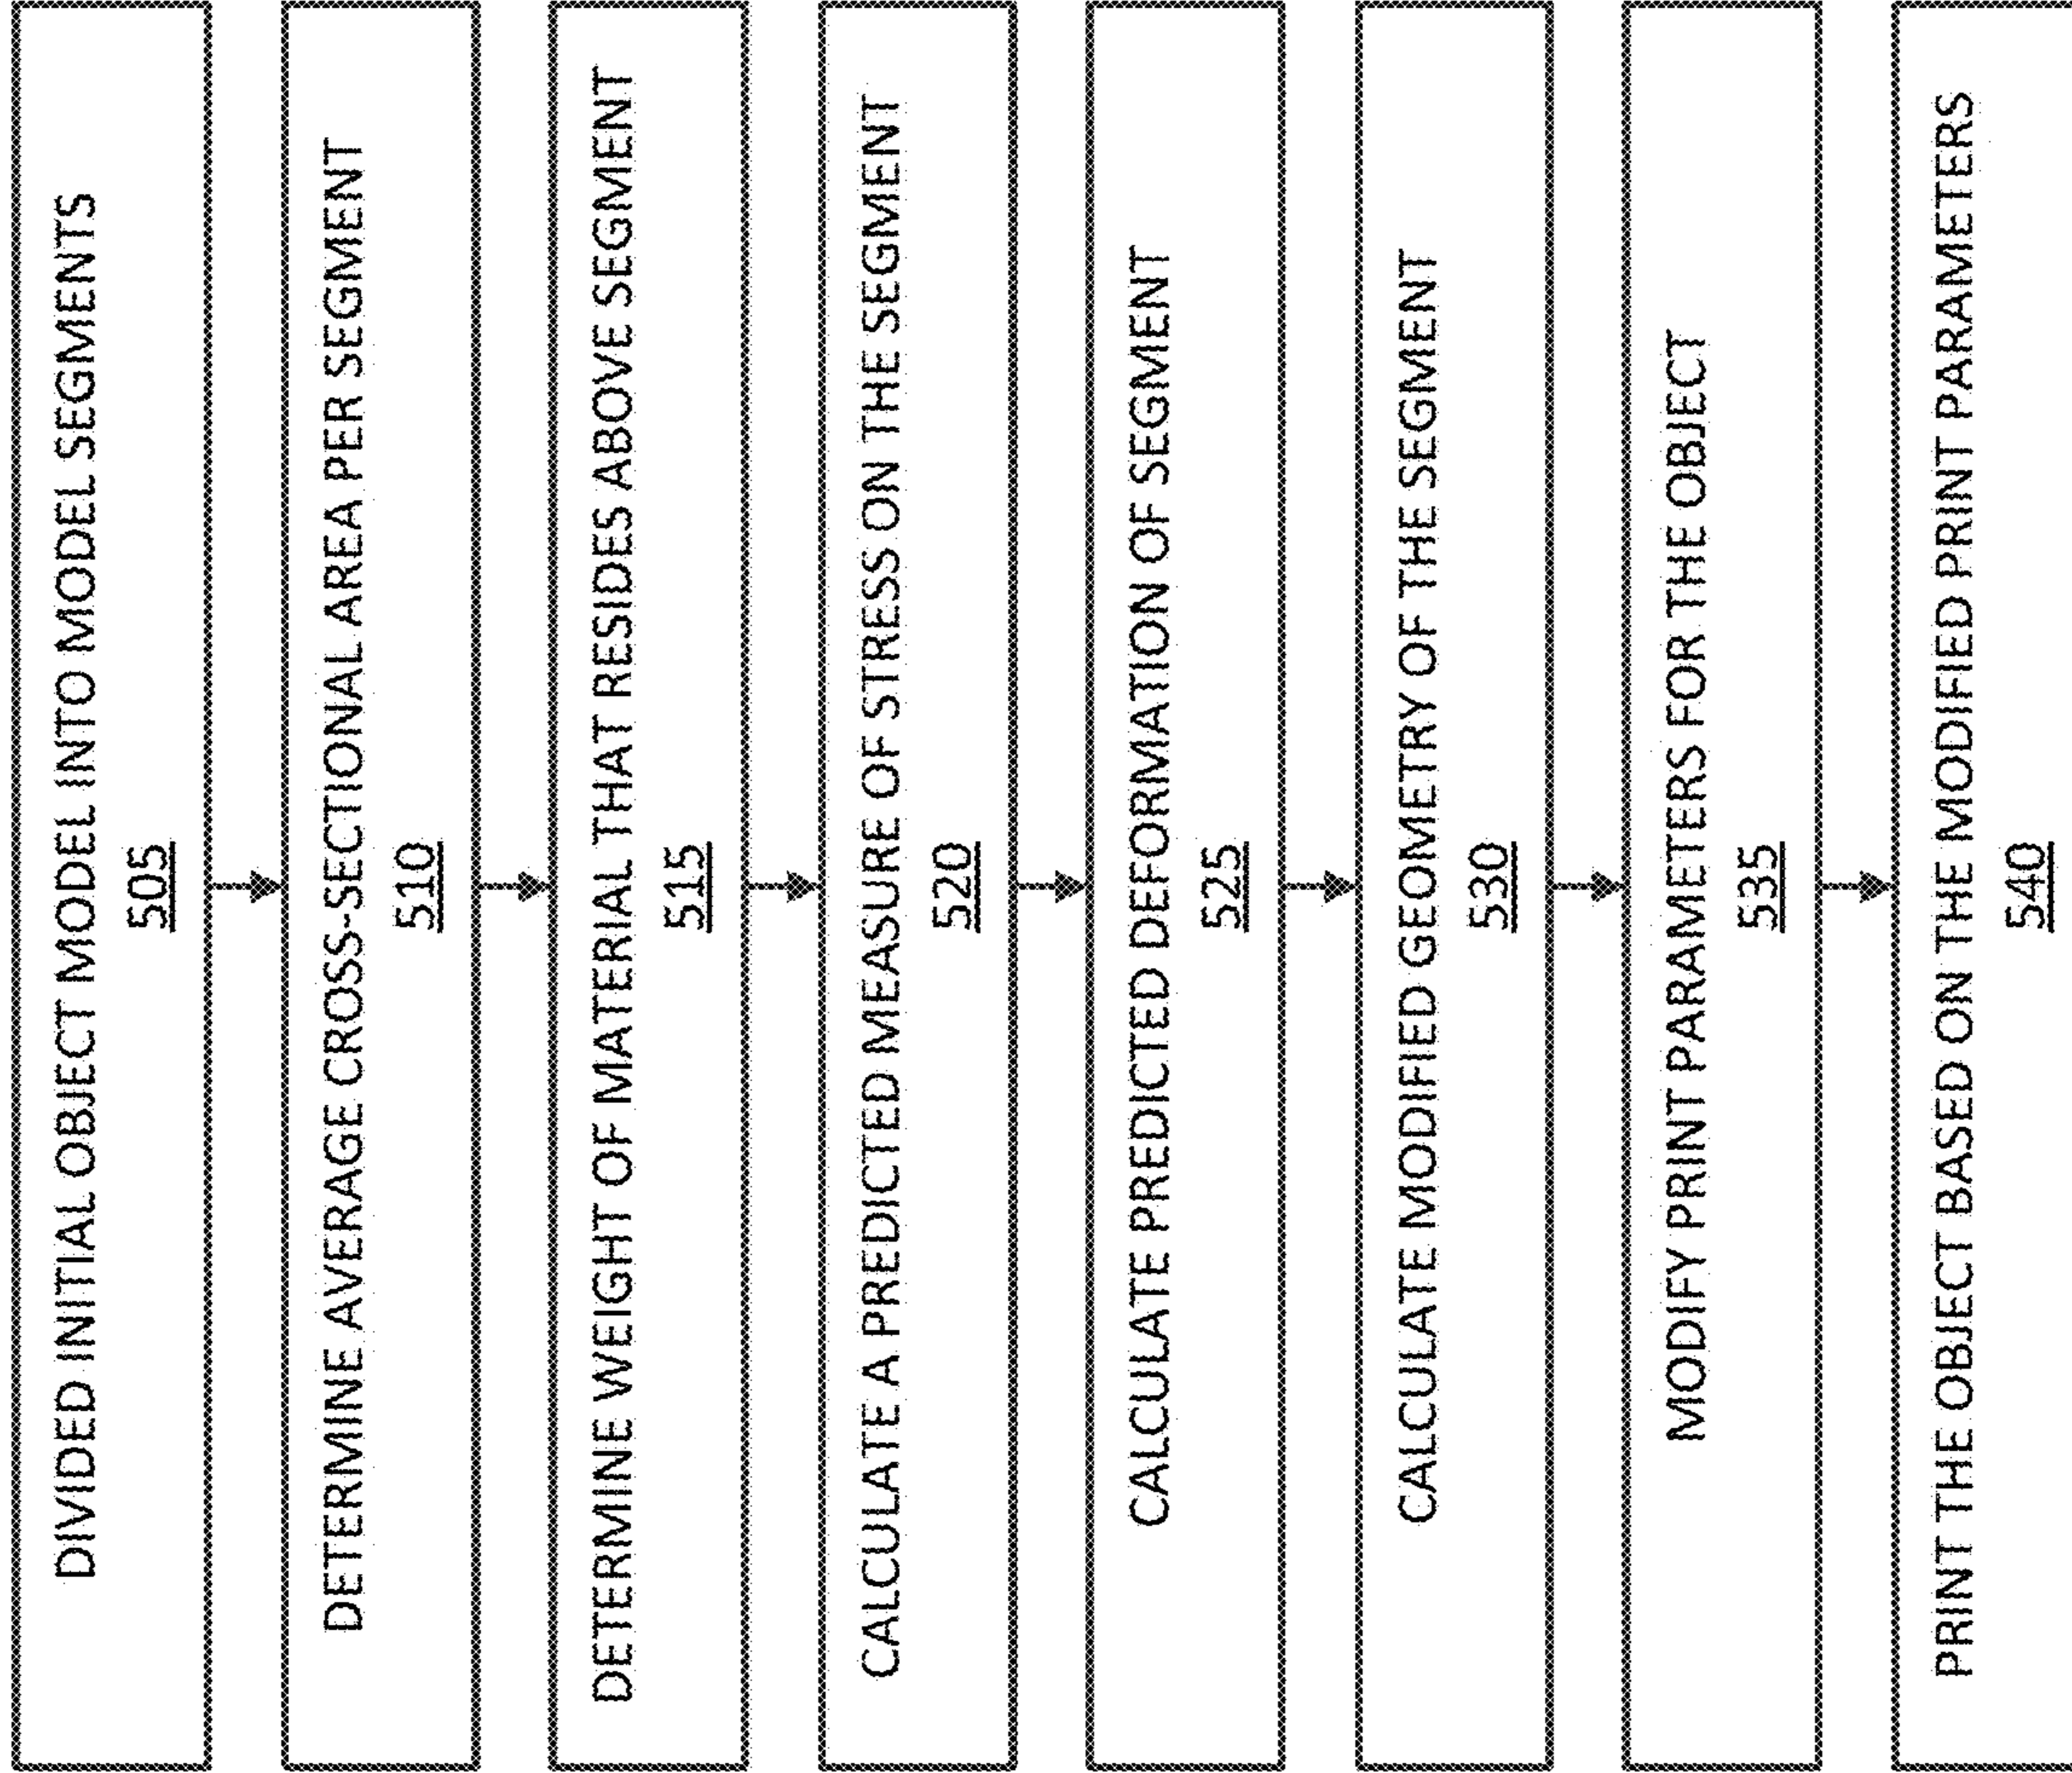 DIVIDED INITIAL OBJECT MODEL INTO MODEL SEGMENTS
505
DETERMINE AVERAGE CROSS-SECTIONAL AREA PER SEGMENT
510
DETERMINE WEIGHT OF MATERIAL THAT RESIDES ABOVE SEGMENT
515
CALCULATE A PREDICTED MEASURE OF STRESS ON THE SEGMENT
520
CALCULATE PREDICTED DEFORMATION OF SEGMENT
525
CALCULATE MODIFIED GEOMETRY OF THE SEGMENT
530
MODIFY PRINT PARAMETERS FOR THE OBJECT
535
PRINT THE OBJECT BASED ON THE MODIFIED PRINT PARAMETERS
540